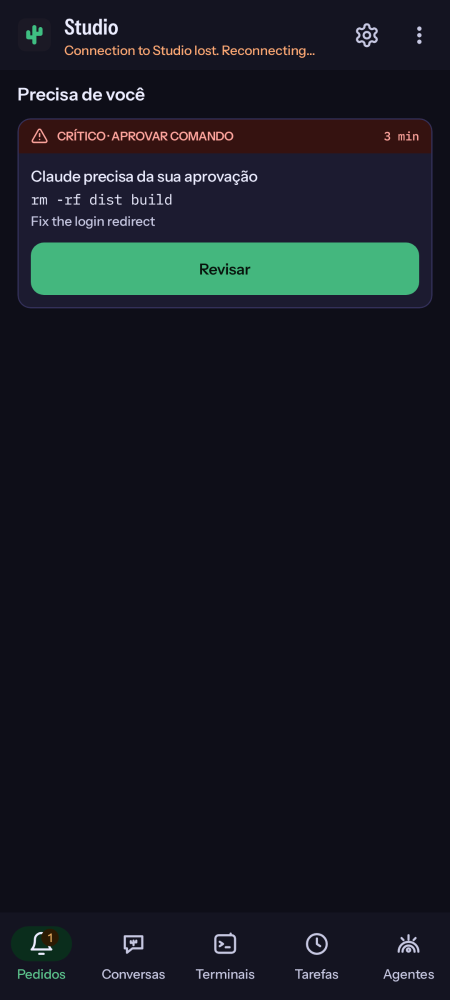 Studio
Connection to Studio lost. Reconnecting...
Precisa de você
CRÍTICO · APROVAR COMANDO
3 min
Claude precisa da sua aprovação
rm -rf dist build
Fix the login redirect
Revisar
1
Pedidos
Conversas
Terminais
Tarefas
Agentes